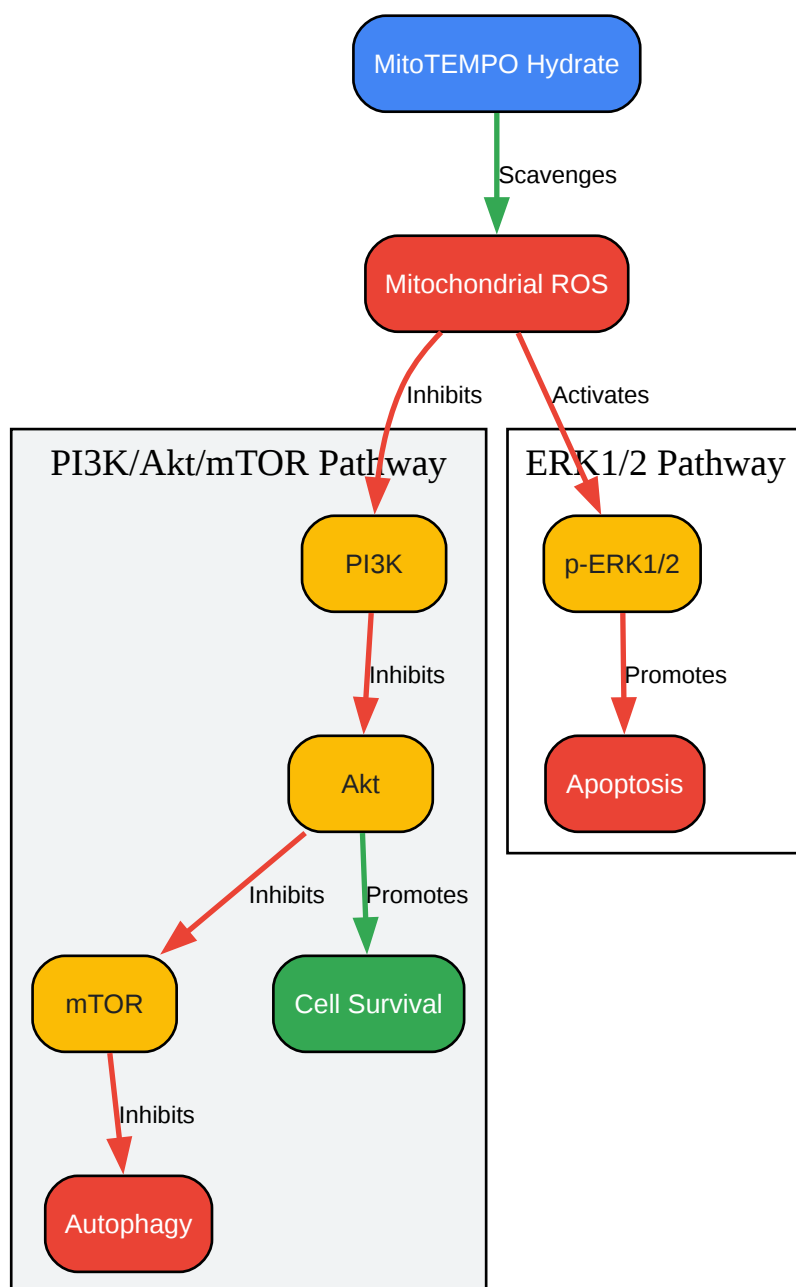 MitoTEMPO Hydrate
Scavenges
Mitochondrial ROS
Inhibits
Activates
PI3K/Akt/mTOR Pathway
ERK1/2 Pathway
PI3K
p-ERK1/2
Inhibits
Promotes
Akt
Apoptosis
Inhibits
Promotes
mTOR
Cell Survival
Inhibits
Autophagy